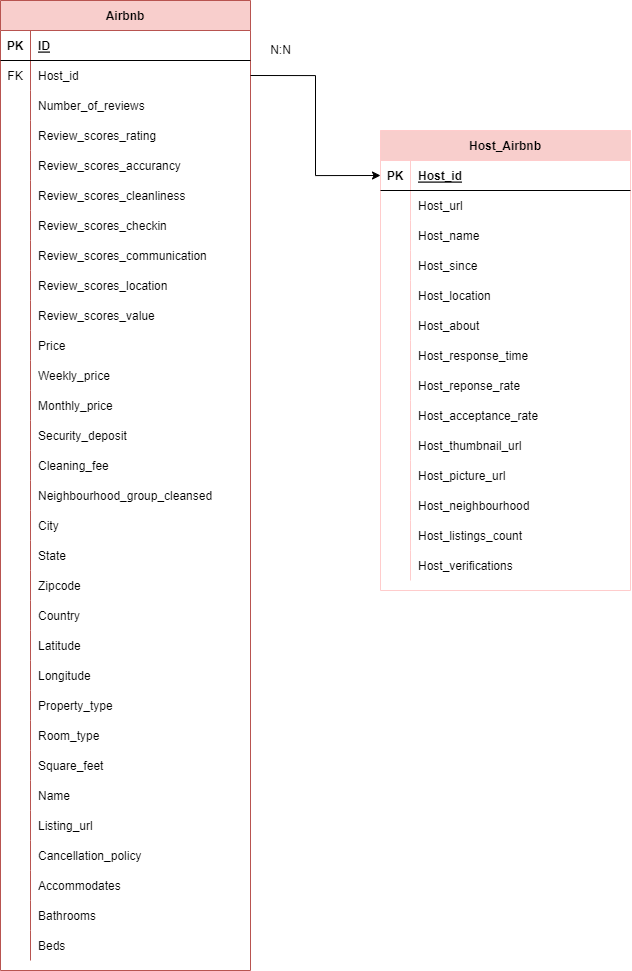 Airbnb
PK ID
N:N
FK Host_id
Number_of_reviews
Review_scores_rating
Review_scores_accurancy
Review_scores_cleanliness
Review_scores_checkin
Review_scores_communication
Review_scores_location
Review_scores_value
Price
Weekly_price
Monthly_price
Security_deposit
Cleaning_fee
Neighbourhood_group_cleansed
City
State
Zipcode
Country
Latitude
Longitude
Property_type
Room_type
Square_feet
Name
Listing_url
Cancellation_policy
Accommodates
Bathrooms
Beds
Host_Airbnb
PK Host_id
Host_url
Host_name
Host_since
Host_location
Host_about
Host_response_time
Host_reponse_rate
Host_acceptance_rate
Host_thumbnail_url
Host_picture_url
Host_neighbourhood
Host_listings_count
Host_verifications